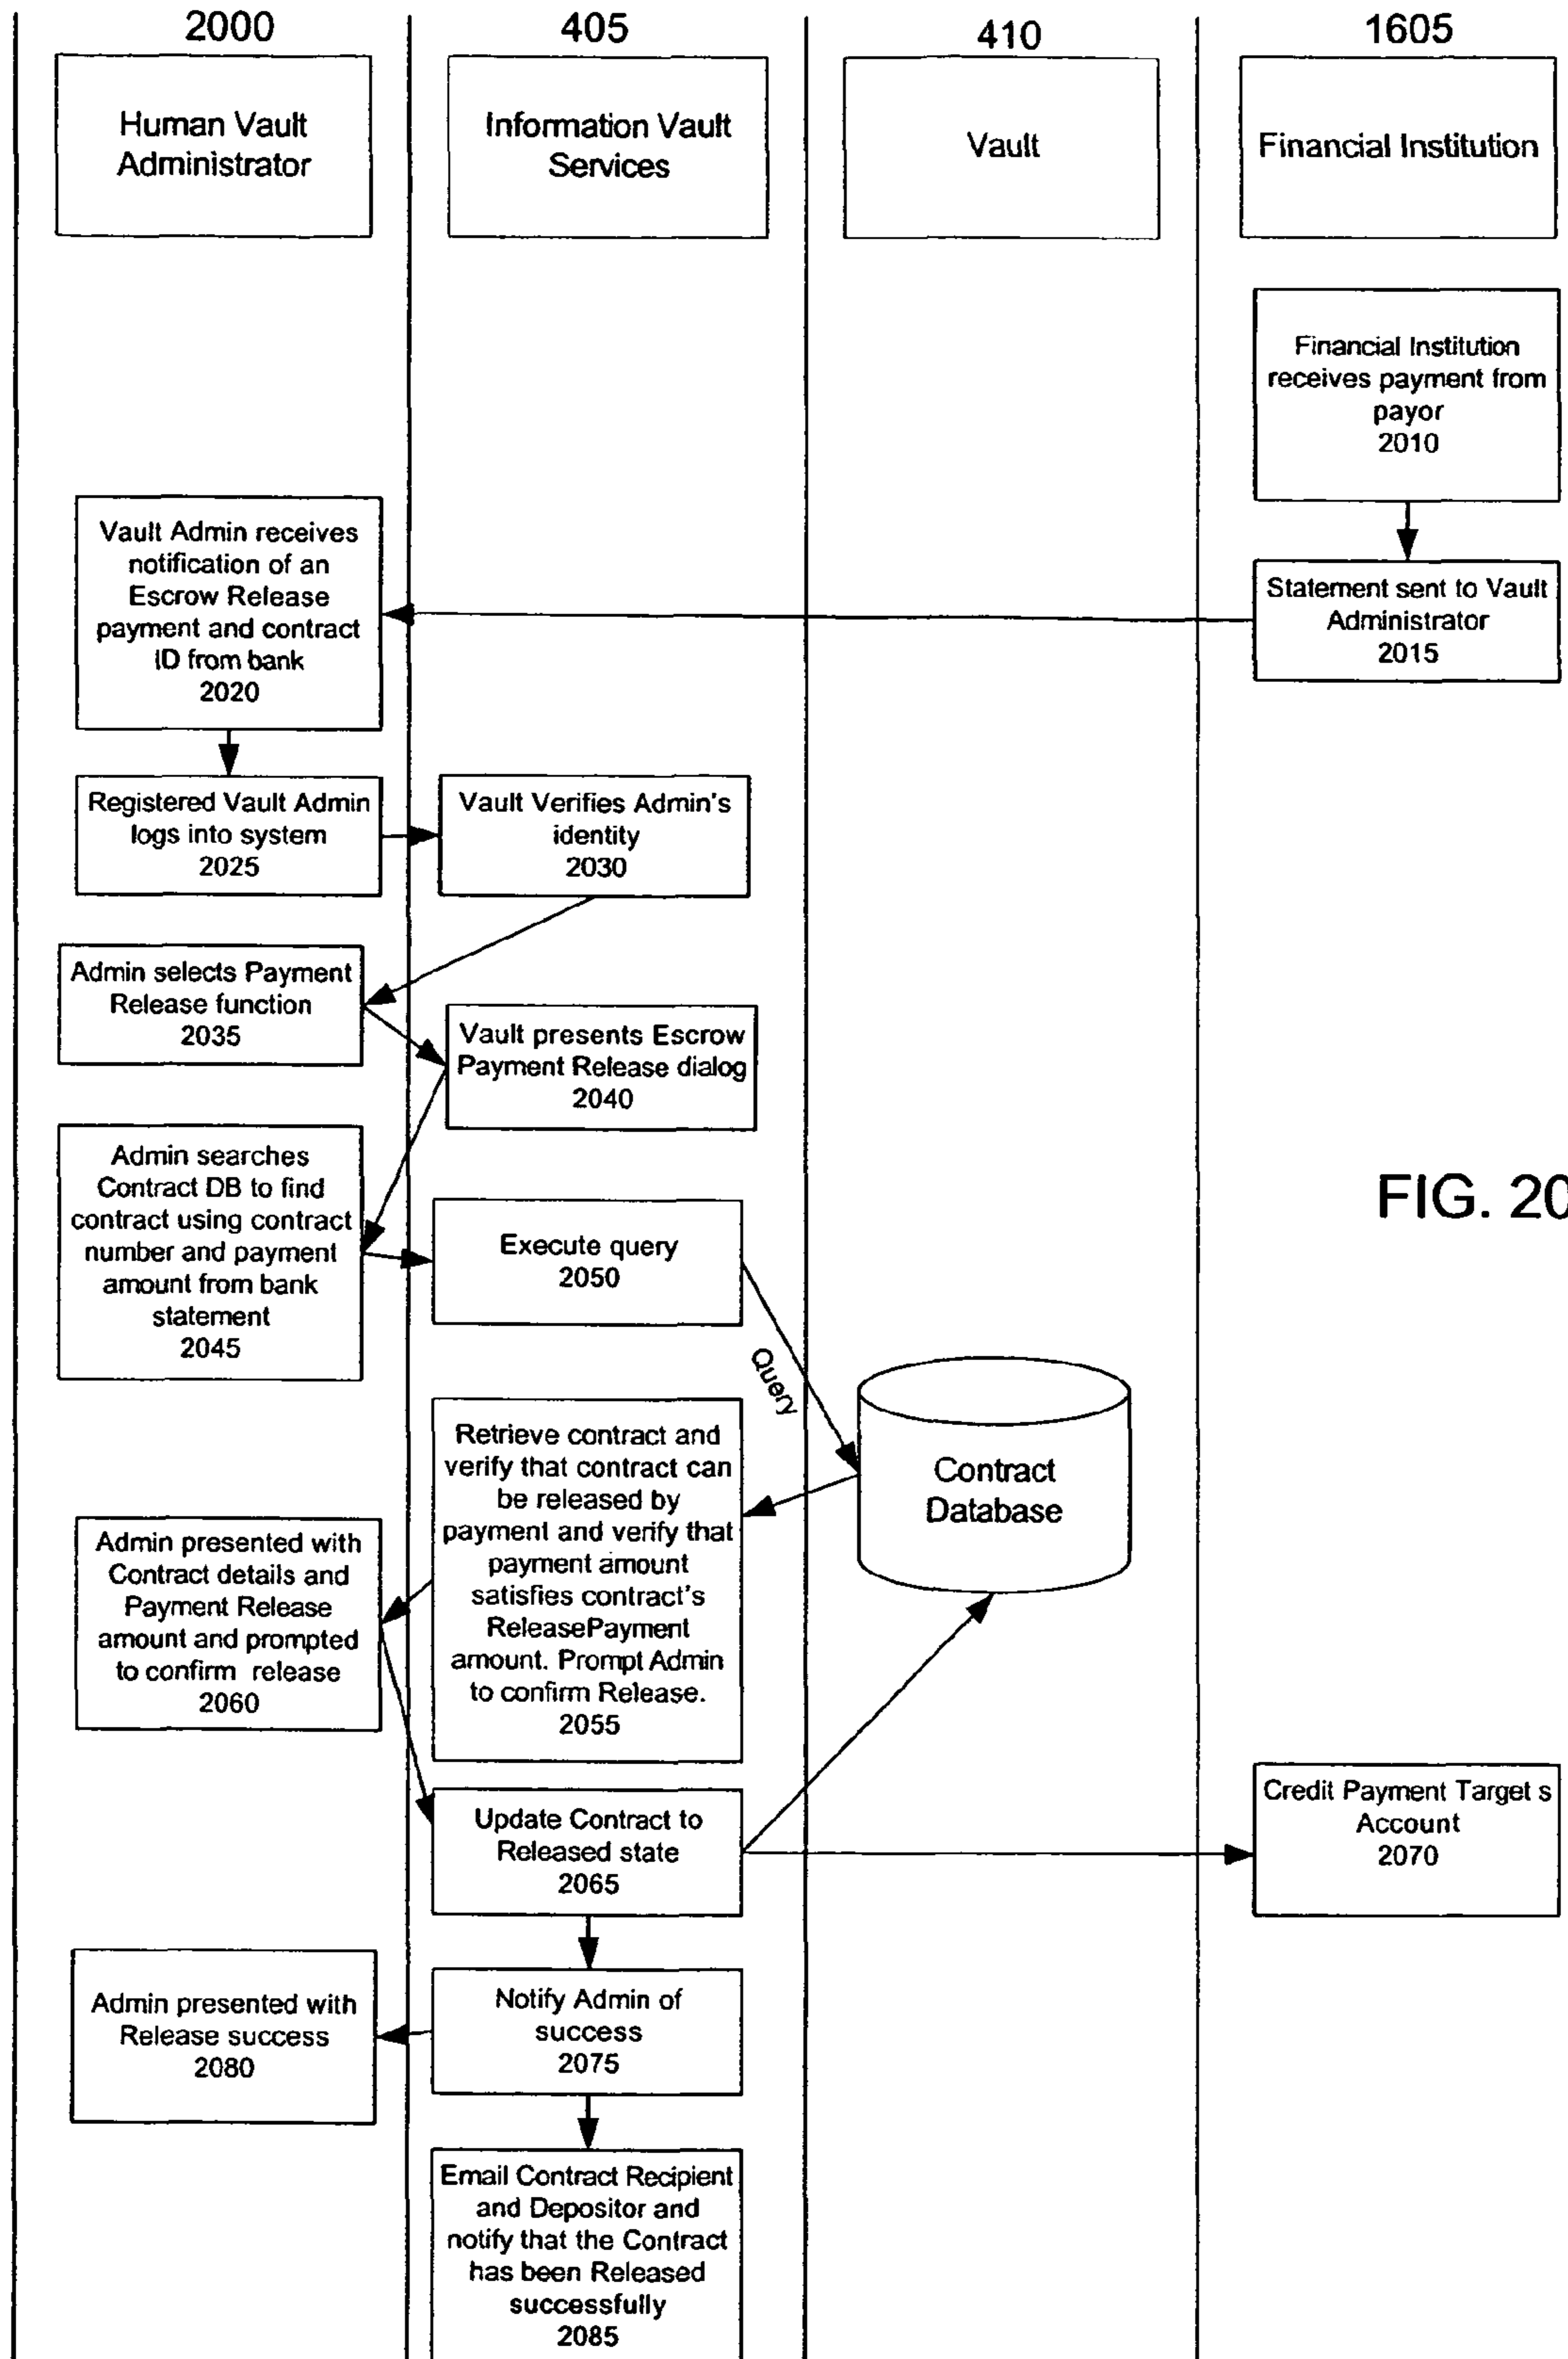 2000
Human Vault
Administrator
405
Information Vault
Services
410
Vault
1605
Financial Institution
Financial Institution
receives payment from
payor
2010
Statement sent to Vault
Administrator
2015
Vault Admin receives
notification of an
Escrow Release
payment and contract
ID from bank
2020
Registered Vault Admin
logs into system
2025
Vault Verifies Admin's
identity
2030
Admin selects Payment
Release function
2035
Vault presents Escrow
Payment Release dialog
2040
Admin searches
Contract DB to find
contract using contract
number and payment
amount from bank
statement
2045
Execute query
2050
Query
Contract
Database
Retrieve contract and
verify that contract can
be released by
payment and verify that
payment amount
satisfies contract's
ReleasePayment
amount. Prompt Admin
to confirm Release.
2055
Admin presented with
Contract details and
Payment Release
amount and prompted
to confirm release
2060
Update Contract to
Released state
2065
Credit Payment Target s
Account
2070
Notify Admin of
success
2075
Admin presented with
Release success
2080
Email Contract Recipient
and Depositor and
notify that the Contract
has been Released
successfully
2085
FIG. 20